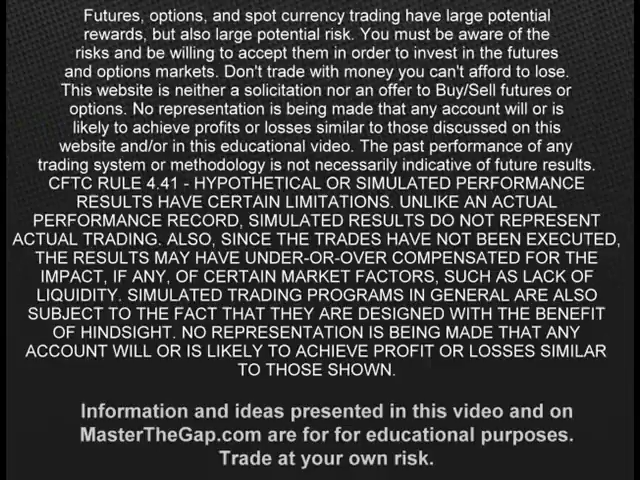 Futures, options, and spot currency trading have large potential
rewards, but also large potential risk. You must be aware of the
risks and be willing to accept them in order to invest in the futures
and options markets. Don't trade with money you can't afford to lose.
This website is neither a solicitation nor an offer to Buy/Sell futures or
options. No representation is being made that any account will or is
likely to achieve profits or losses similar to those discussed on this
website and/or in this educational video. The past performance of any
trading system or methodology is not necessarily indicative of future results.
CFTC RULE 4.41 - HYPOTHETICAL OR SIMULATED PERFORMANCE
RESULTS HAVE CERTAIN LIMITATIONS. UNLIKE AN ACTUAL
PERFORMANCE RECORD, SIMULATED RESULTS DO NOT REPRESENT
ACTUAL TRADING. ALSO, SINCE THE TRADES HAVE NOT BEEN EXECUTED,
THE RESULTS MAY HAVE UNDER-OR-OVER COMPENSATED FOR THE
IMPACT, IF ANY, OF CERTAIN MARKET FACTORS, SUCH AS LACK OF
LIQUIDITY. SIMULATED TRADING PROGRAMS IN GENERAL ARE ALSO
SUBJECT TO THE FACT THAT THEY ARE DESIGNED WITH THE BENEFIT
OF HINDSIGHT. NO REPRESENTATION IS BEING MADE THAT ANY
ACCOUNT WILL OR IS LIKELY TO ACHIEVE PROFIT OR LOSSES SIMILAR
TO THOSE SHOWN.
Information and ideas presented in this video and on
MasterTheGap.com are for for educational purposes.
Trade at your own risk.